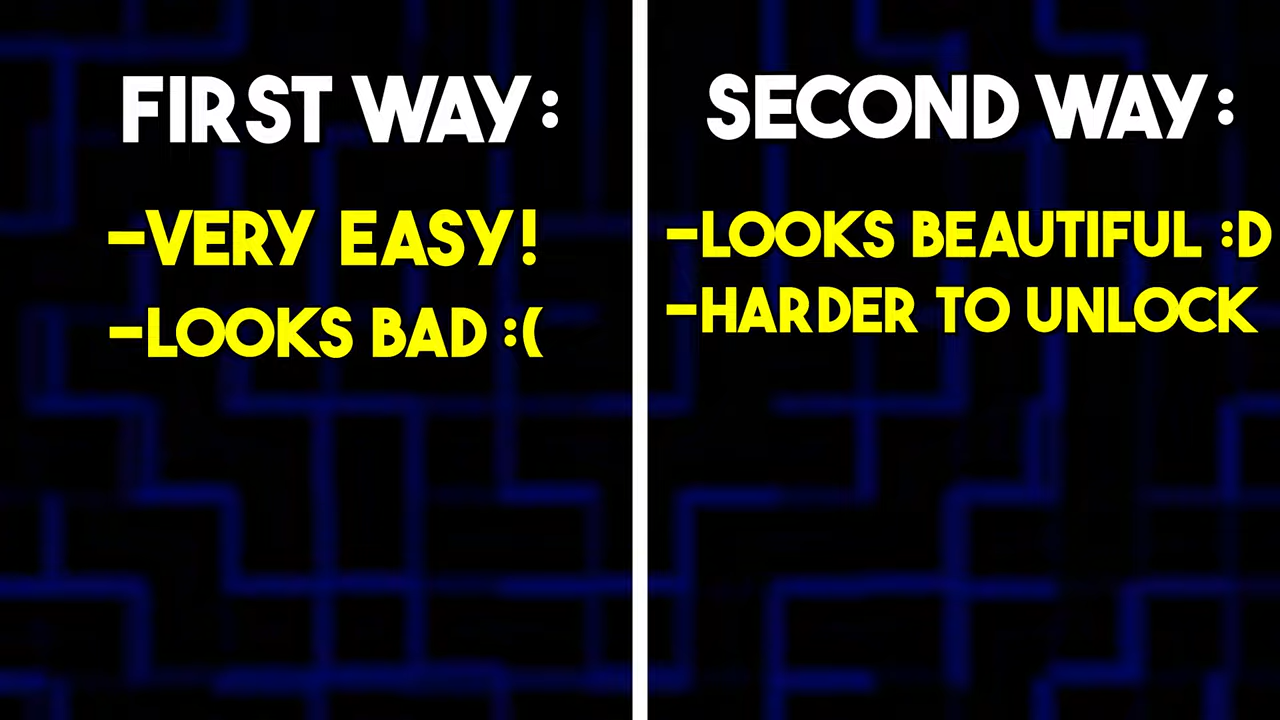 FIRST WAY:
-VERY EASY!
-LOOKS BAD :(
SECOND WAY:
-LOOKS BEAUTIFUL :D
-HARDER TO UNLOCK